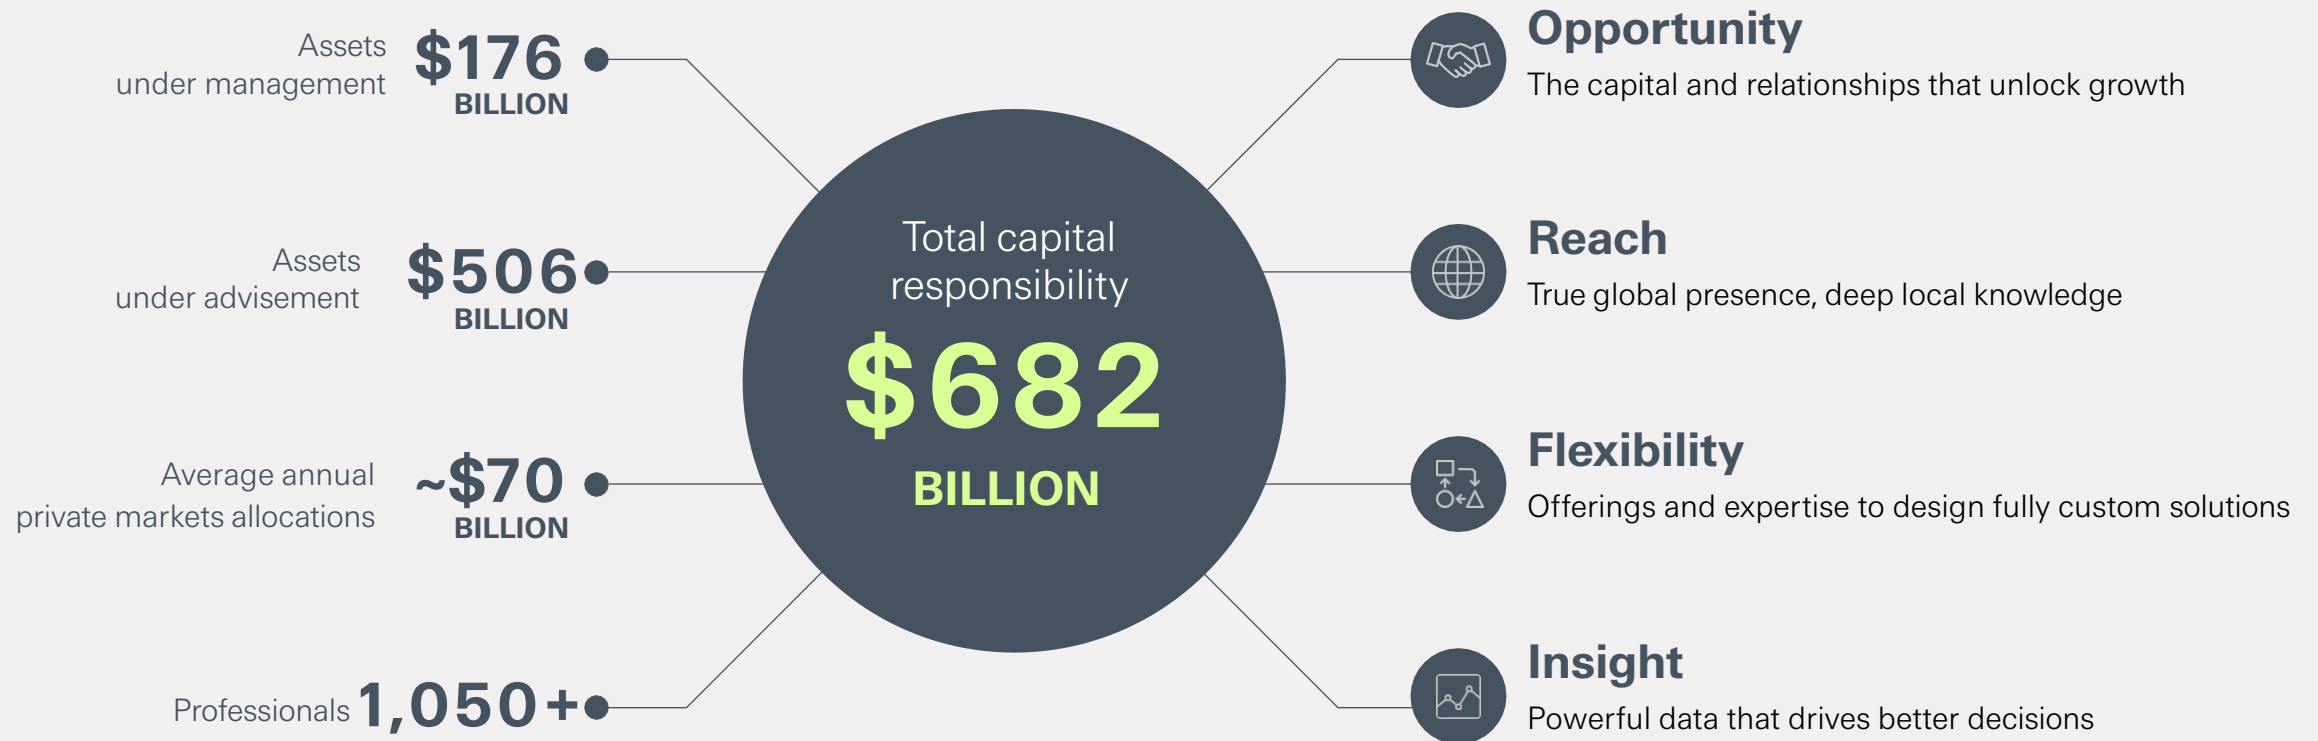 Assets
under management
$176
BILLION
Assets
under advisement
$506
BILLION
Average annual
private markets allocations
~$70
BILLION
Professionals 1,050+
Total capital
responsibility
$682
BILLION
Opportunity
The capital and relationships that unlock growth
Reach
True global presence, deep local knowledge
Flexibility
Offerings and expertise to design fully custom solutions
Insight
Powerful data that drives better decisions